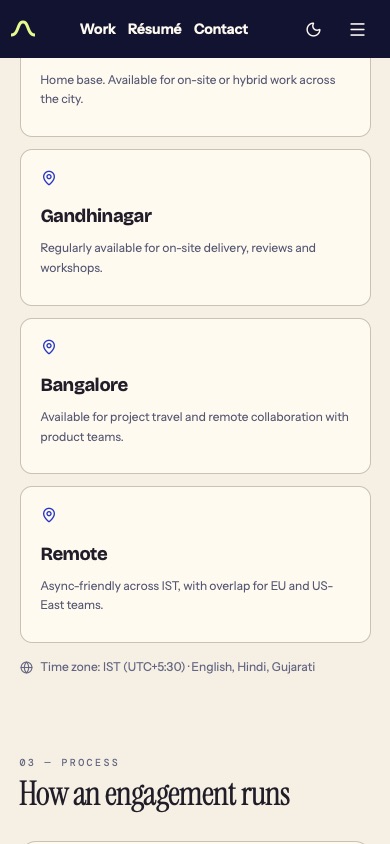 Work Résumé Contact
Home base. Available for on-site or hybrid work across
the city.
Gandhinagar
Regularly available for on-site delivery, reviews and
workshops.
Bangalore
Available for project travel and remote collaboration with
product teams.
Remote
Async-friendly across IST, with overlap for EU and US-
East teams.
Time zone: IST (UTC+5:30) · English, Hindi, Gujarati
03 — PROCESS
How an engagement runs